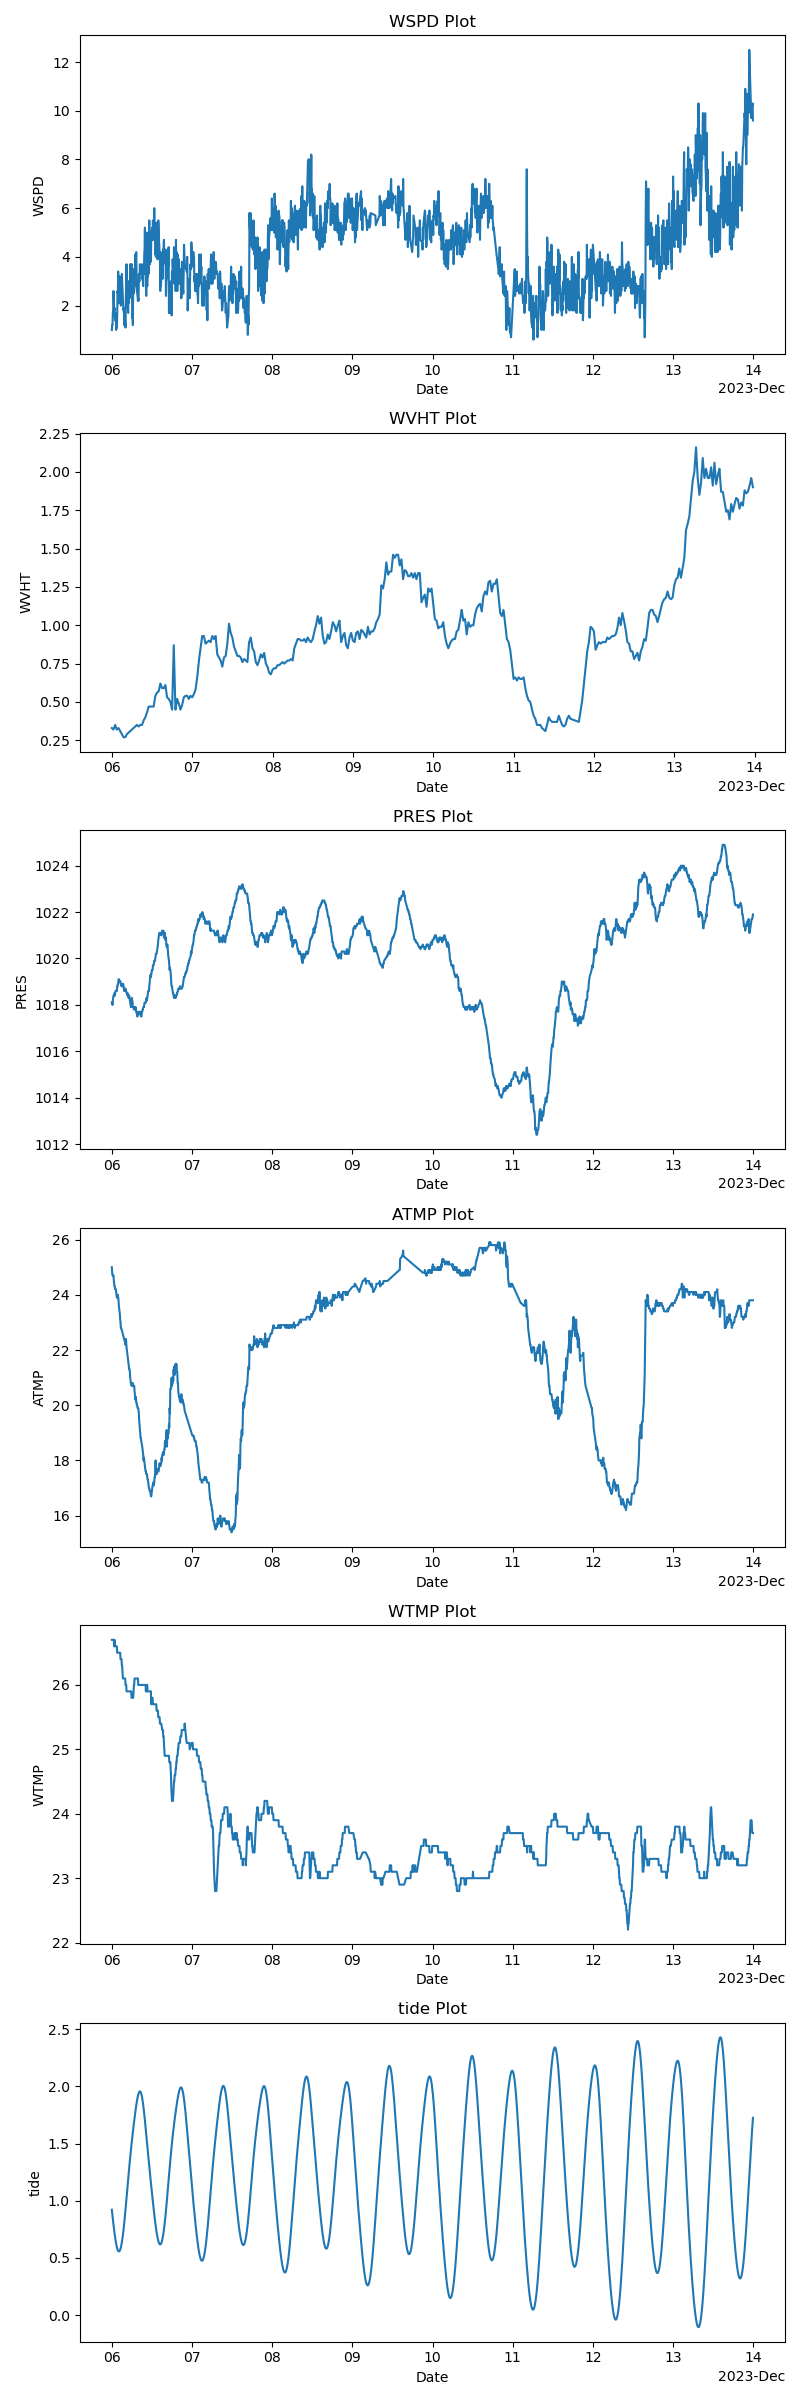 WSPD Plot
12
10
8
6
4
2
WSPD
06 07 08 09 10 11 12 13 14
Date
2023-Dec
WVHT Plot
2.25
2.00
1.75
1.50
1.25
1.00
0.75
0.50
0.25
WVHT
06 07 08 09 10 11 12 13 14
Date
2023-Dec
PRES Plot
1024
1022
1020
1018
1016
1014
1012
PRES
06 07 08 09 10 11 12 13 14
Date
2023-Dec
ATMP Plot
26
24
22
20
18
16
ATMP
06 07 08 09 10 11 12 13 14
Date
2023-Dec
WTMP Plot
26
25
24
23
22
WTMP
06 07 08 09 10 11 12 13 14
Date
2023-Dec
tide Plot
2.5
2.0
1.5
1.0
0.5
0.0
tide
06 07 08 09 10 11 12 13 14
Date
2023-Dec